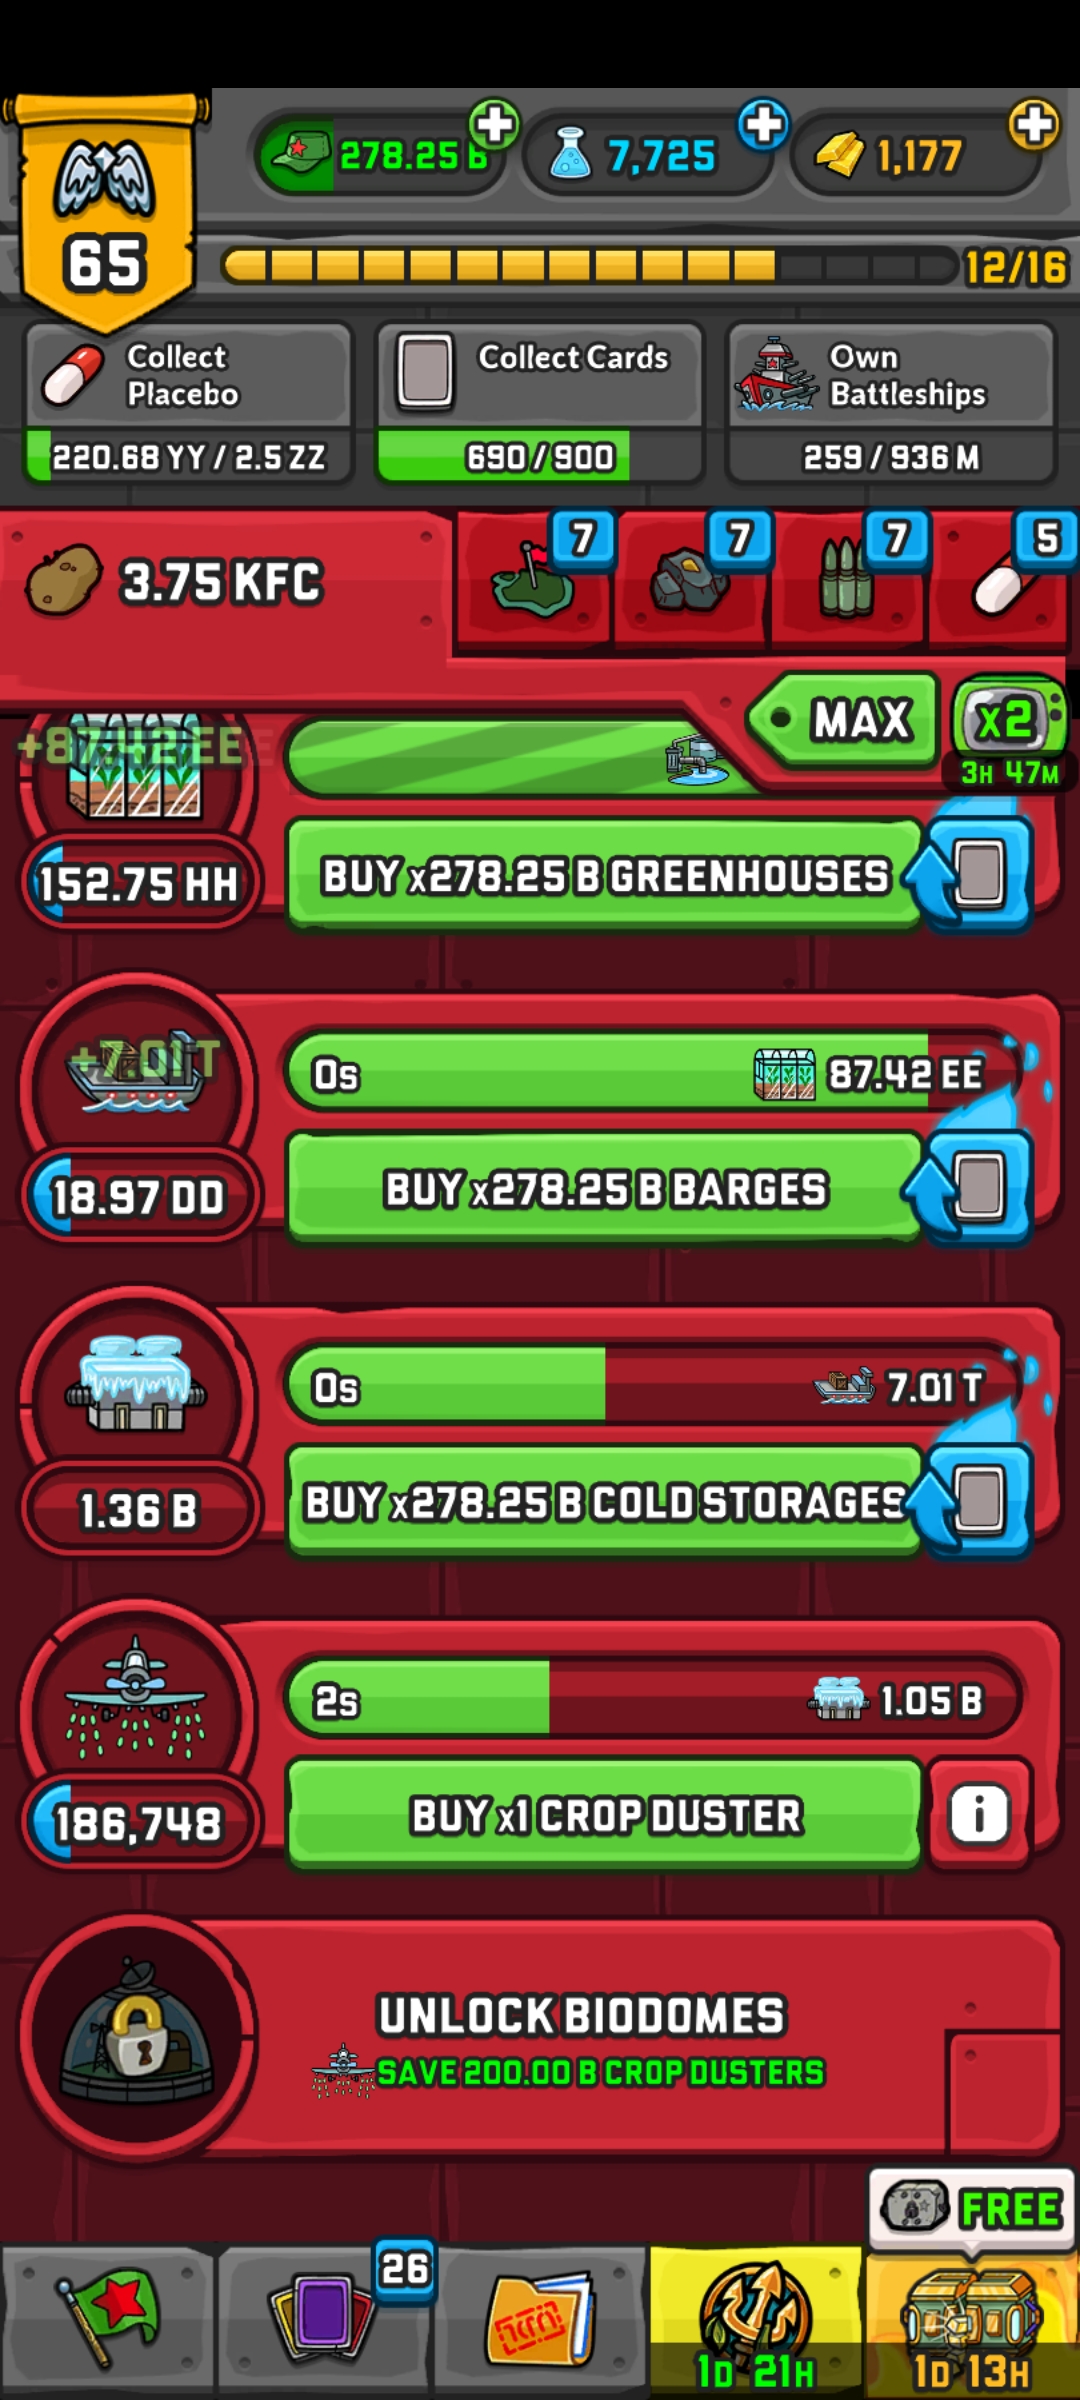 278.25 B
7,725
1,177
65
12/16
Collect
Placebo
220.68 YY / 2.5 ZZ
Collect Cards
690 / 900
Own
Battleships
259 / 936 M
3.75 KFC
7
7
7
5
MAX
x2
3H 47M
+87.42 EE
152.75 HH
BUY x278.25 B GREENHOUSES
+7.01 T
0s
87.42 EE
18.97 DD
BUY x278.25 B BARGES
0s
7.01 T
1.36 B
BUY x278.25 B COLD STORAGES
2s
1.05 B
186,748
BUY x1 CROP DUSTER
i
UNLOCK BIODOMES
SAVE 200.00 B CROP DUSTERS
FREE
26
1D 21H
1D 13H